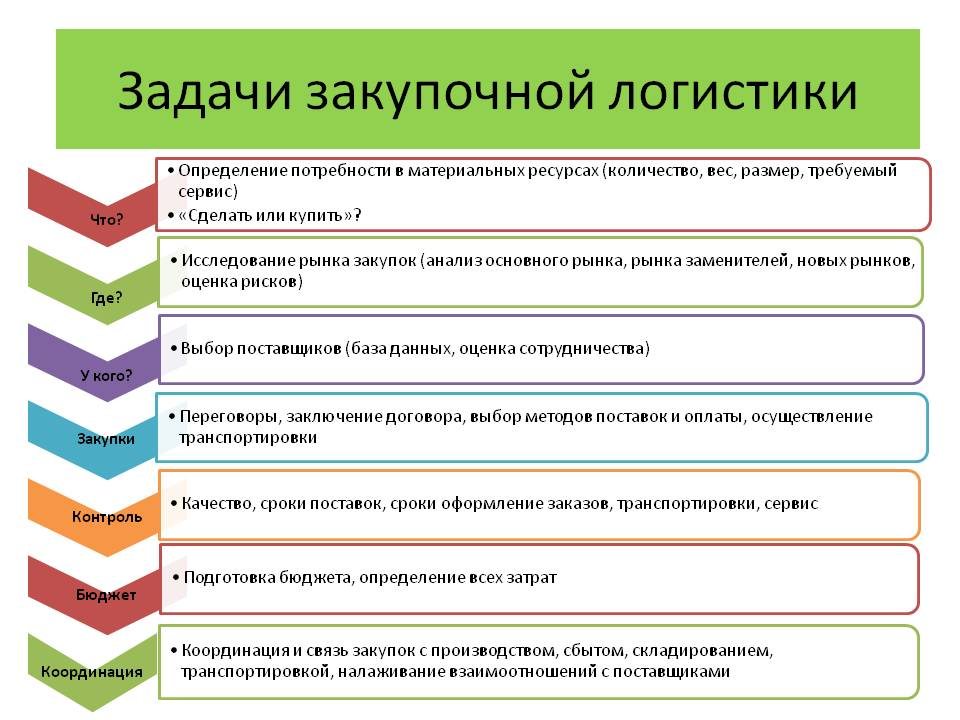 Задачи закупочной логистики
Что?
• Определение потребности в материальных ресурсах (количество, вес, размер, требуемый
сервис)
• «Сделать или купить»?
Где?
• Исследование рынка закупок (анализ основного рынка, рынка заменителей, новых рынков,
оценка рисков)
У кого?
• Выбор поставщиков (база данных, оценка сотрудничества)
Закупки
• Переговоры, заключение договора, выбор методов поставок и оплаты, осуществление
транспортировки
Контроль
• Качество, сроки поставок, сроки оформление заказов, транспортировки, сервис
Бюджет
• Подготовка бюджета, определение всех затрат
Координация
• Координация и связь закупок с производством, сбытом, складированием,
транспортировкой, налаживание взаимоотношений с поставщиками